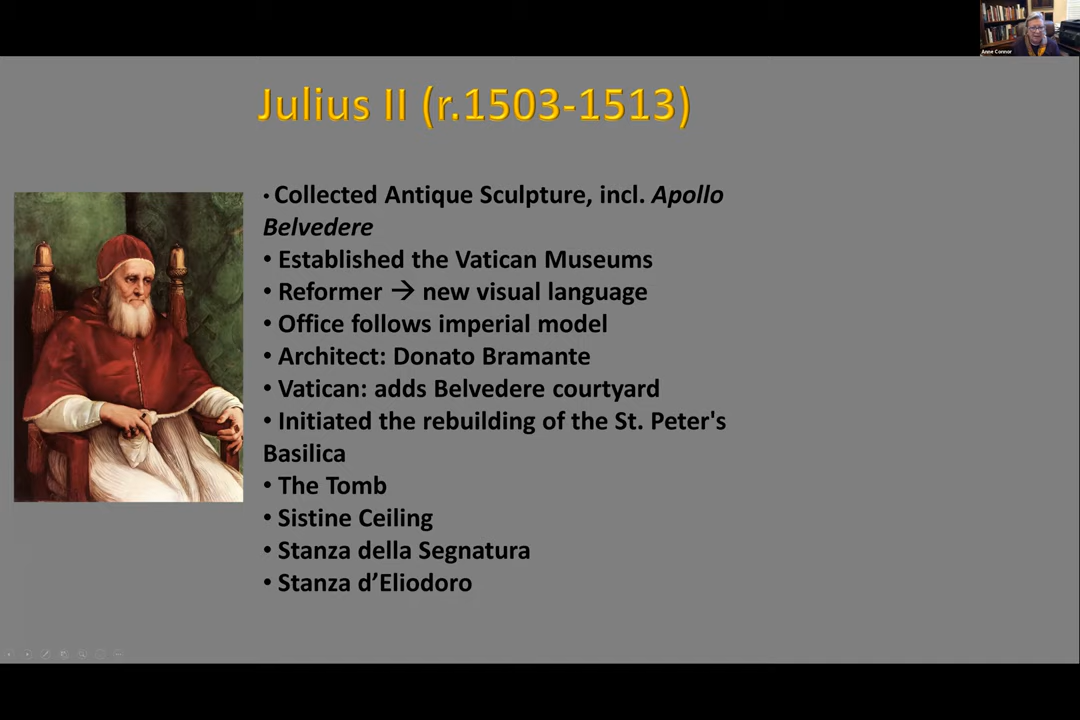 Anne Connor
Julius II (r.1503-1513)
• Collected Antique Sculpture, incl. Apollo
Belvedere
• Established the Vatican Museums
• Reformer → new visual language
• Office follows imperial model
• Architect: Donato Bramante
• Vatican: adds Belvedere courtyard
• Initiated the rebuilding of the St. Peter's
Basilica
• The Tomb
• Sistine Ceiling
• Stanza della Segnatura
• Stanza d’Eliodoro